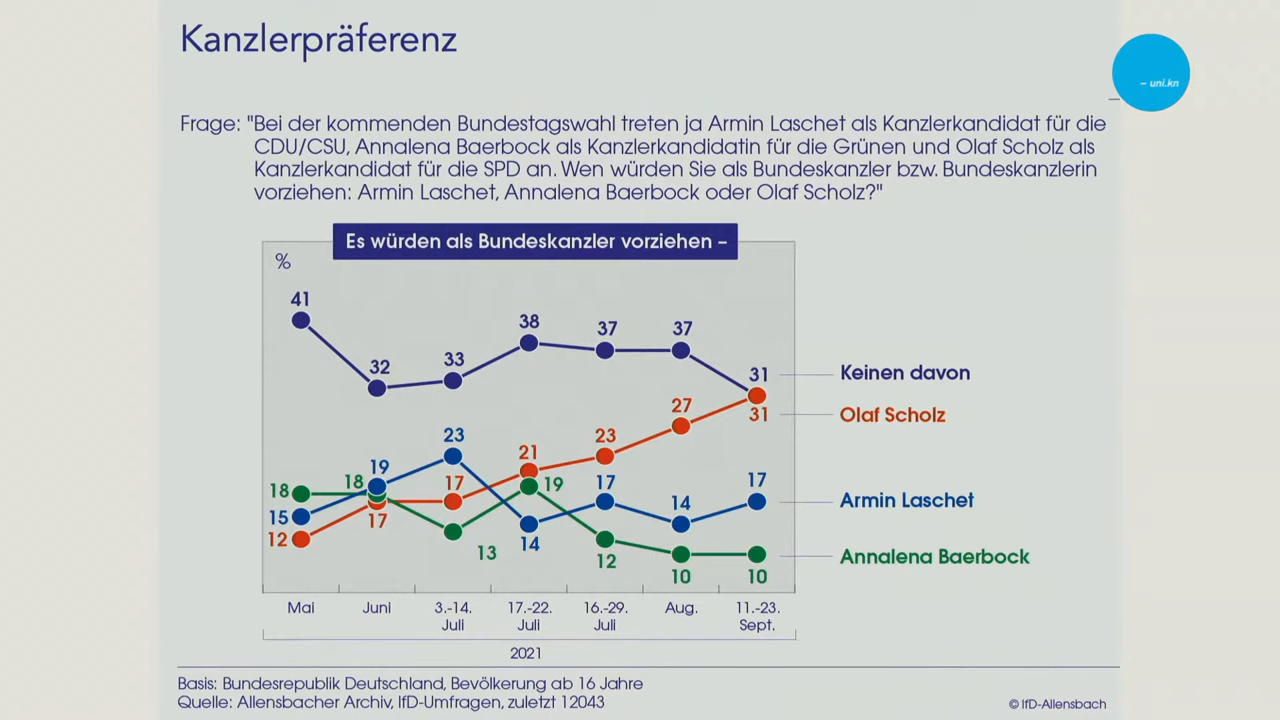 Kanzlerpräferenz
– uni.kn
Frage: "Bei der kommenden Bundestagswahl treten ja Armin Laschet als Kanzlerkandidat für die
CDU/CSU, Annalena Baerbock als Kanzlerkandidatin für die Grünen und Olaf Scholz als
Kanzlerkandidat für die SPD an. Wen würden Sie als Bundeskanzler bzw. Bundeskanzlerin
vorziehen: Armin Laschet, Annalena Baerbock oder Olaf Scholz?"
Es würden als Bundeskanzler vorziehen –
%
41
32
33
38
37
37
31
Keinen davon
12
17
17
21
23
27
31
Olaf Scholz
15
19
23
14
17
14
17
Armin Laschet
18
18
13
19
12
10
10
Annalena Baerbock
Mai Juni 3.-14. 17.-22. 16.-29. Aug. 11.-23.
Juli Juli Juli Sept.
2021
Basis: Bundesrepublik Deutschland, Bevölkerung ab 16 Jahre
Quelle: Allensbacher Archiv, IfD-Umfragen, zuletzt 12043
© IfD-Allensbach